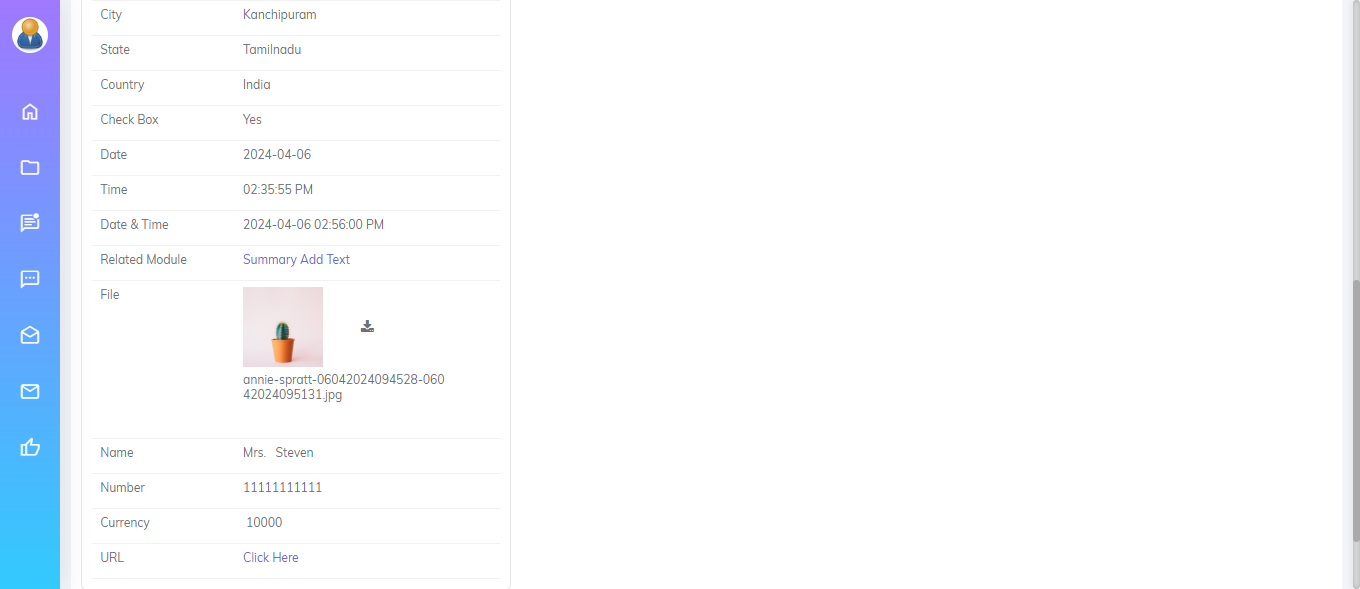 City Kanchipuram
State Tamilnadu
Country India
Check Box Yes
Date 2024-04-06
Time 02:35:55 PM
Date & Time 2024-04-06 02:56:00 PM
Related Module Summary Add Text
File
annie-spratt-06042024094528-060
42024095131.jpg
Name Mrs. Steven
Number 11111111111
Currency 10000
URL Click Here